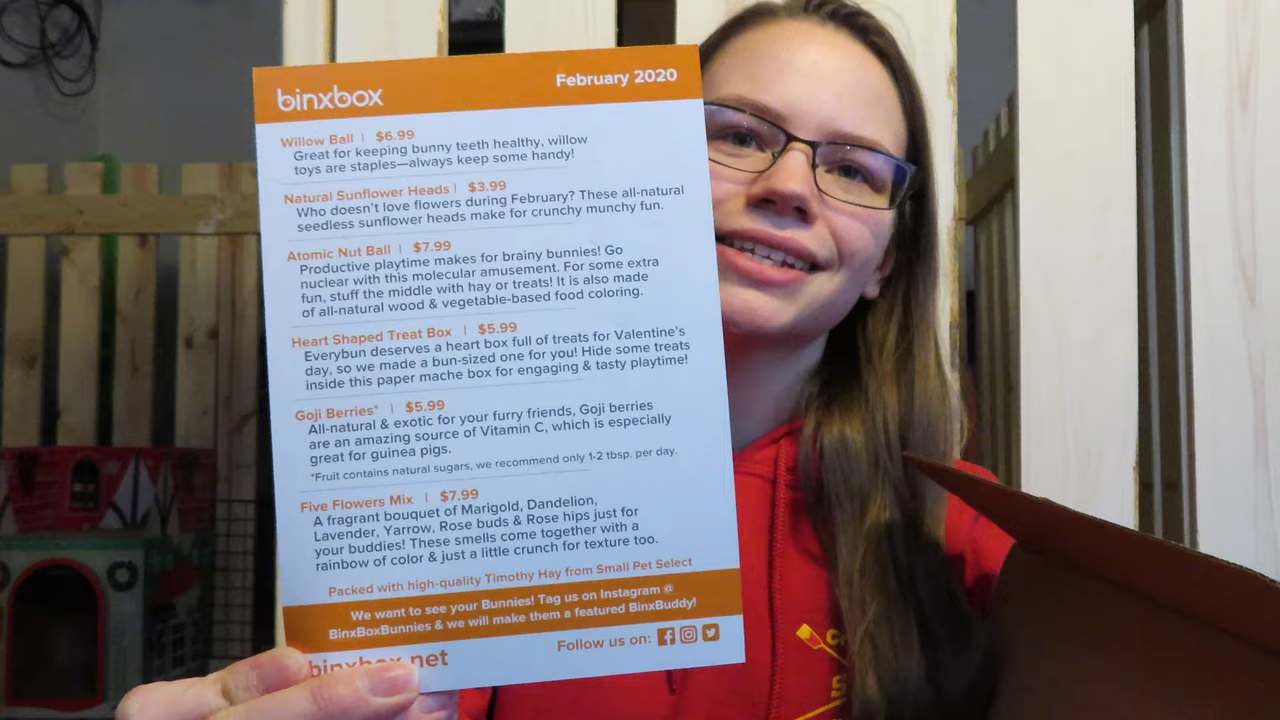 binxbox
February 2020
Willow Ball | $6.99
Great for keeping bunny teeth healthy, willow
toys are staples—always keep some handy!
Natural Sunflower Heads | $3.99
Who doesn't love flowers during February? These all-natural
seedless sunflower heads make for crunchy munchy fun.
Atomic Nut Ball | $7.99
Productive playtime makes for brainy bunnies! Go
nuclear with this molecular amusement. For some extra
fun, stuff the middle with hay or treats! It is also made
of all-natural wood & vegetable-based food coloring.
Heart Shaped Treat Box | $5.99
Everybun deserves a heart box full of treats for Valentine's
day, so we made a bun-sized one for you! Hide some treats
inside this paper mache box for engaging & tasty playtime!
Goji Berries* | $5.99
All-natural & exotic for your furry friends, Goji berries
are an amazing source of Vitamin C, which is especially
great for guinea pigs.
*Fruit contains natural sugars, we recommend only 1-2 tbsp. per day.
Five Flowers Mix | $7.99
A fragrant bouquet of Marigold, Dandelion,
Lavender, Yarrow, Rose buds & Rose hips just for
your buddies! These smells come together with a
rainbow of color & just a little crunch for texture too.
Packed with high-quality Timothy Hay from Small Pet Select
We want to see your Bunnies! Tag us on Instagram @
BinxBoxBunnies & we will make them a featured BinxBuddy!
Follow us on:
binxbox.net